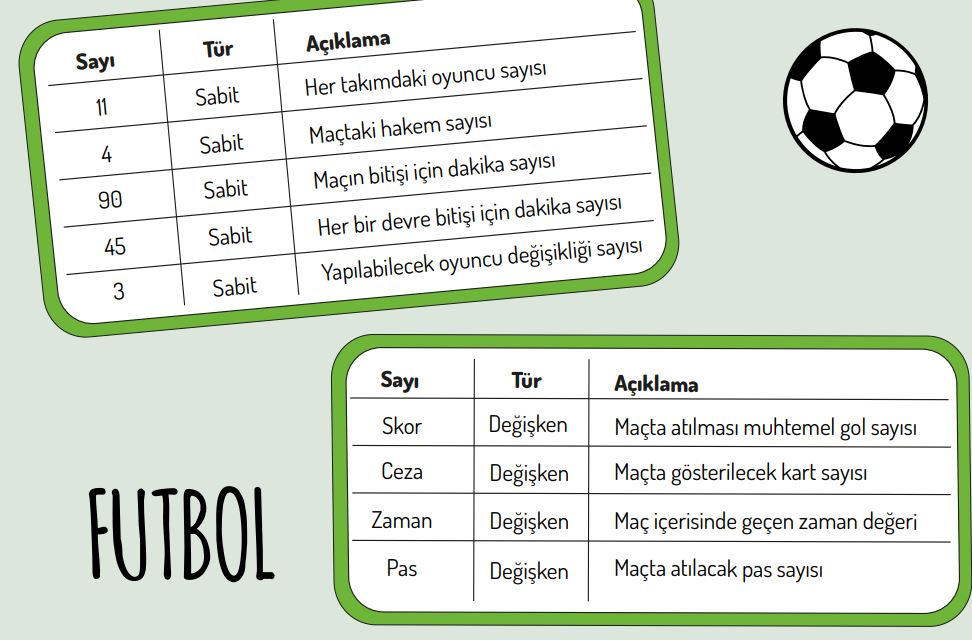 Sayı Tür Açıklama
11 Sabit Her takımdaki oyuncu sayısı
4 Sabit Maçtaki hakem sayısı
90 Sabit Maçın bitişi için dakika sayısı
45 Sabit Her bir devre bitişi için dakika sayısı
3 Sabit Yapılabilecek oyuncu değişikliği sayısı
Sayı Tür Açıklama
Skor Değişken Maçta atılması muhtemel gol sayısı
Ceza Değişken Maçta gösterilecek kart sayısı
Zaman Değişken Maç içerisinde geçen zaman değeri
Pas Değişken Maçta atılacak pas sayısı
FUTBOL